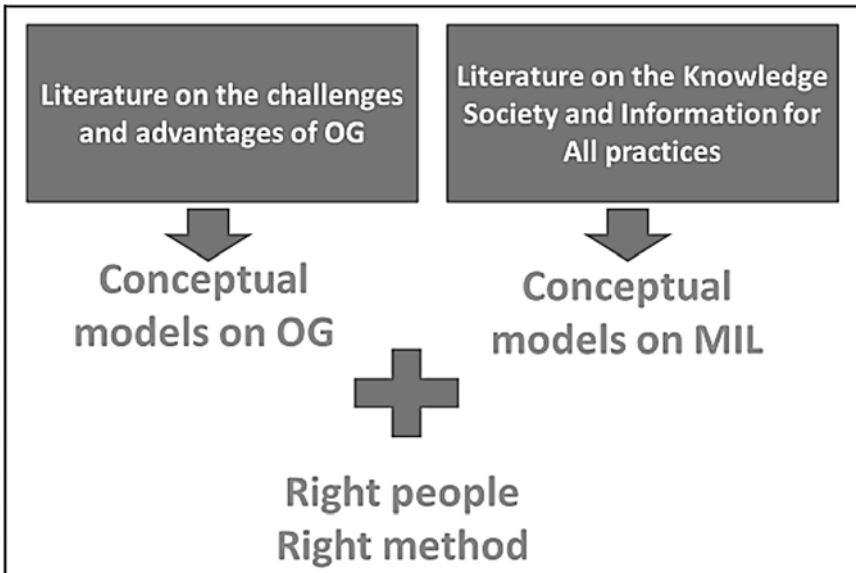 Literature on the challenges
and advantages of OG
Literature on the Knowledge
Society and Information for
All practices
Conceptual
models on OG
Conceptual
models on MIL
Right people
Right method